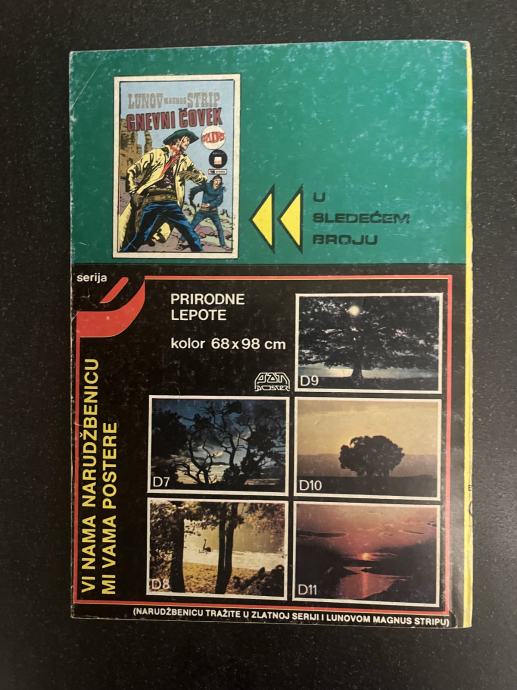 LUNOV MAGNUS STRIP
GNEVNI ČOVEK
U
SLEDEĆEM
BROJU
serija
PRIRODNE
LEPOTE
kolor 68x98 cm
D9
D7
D10
D8
D11
VI NAMA NARUDŽBENICU
MI VAMA POSTERE
(NARUDŽBENICU TRAŽITE U ZLATNOJ SERIJI I LUNOVOM MAGNUS STRIPU)